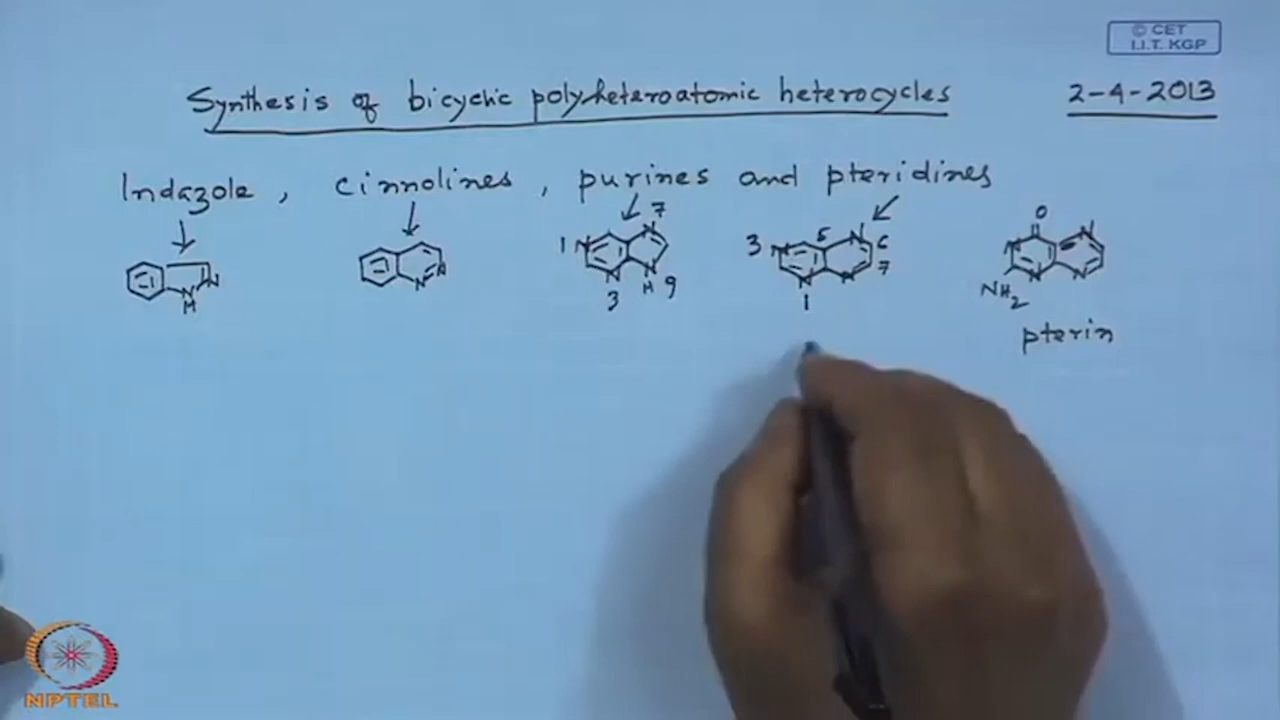 © CET
I.I.T. KGP
Synthesis of bicyclic polyheteroatomic heterocycles 2-4-2013
Indazole, cinnolines, purines and pteridines
N
N
H
N
N
1 N
N 7
N
3
N
H 9
3 N
5
N 6
7
N
1
N
O
N
N
N
N
NH2
pterin
NPTEL